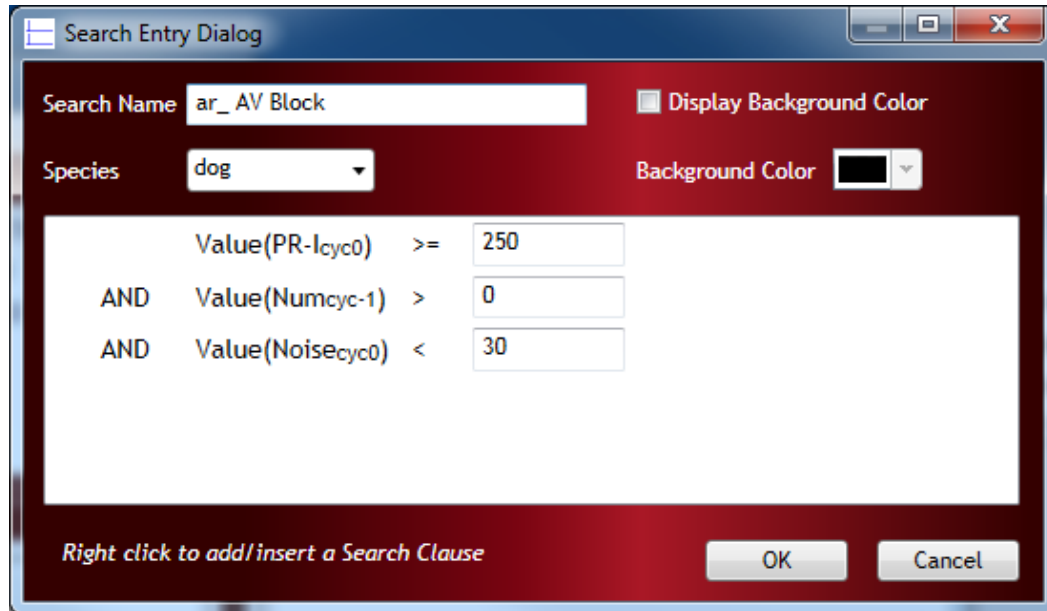 Search Entry Dialog
Search Name ar_ AV Block Display Background Color
Species dog Background Color
Value(PR-Icyc0) >= 250
AND Value(Numcyc-1) > 0
AND Value(Noisecyc0) < 30
Right click to add/insert a Search Clause OK Cancel